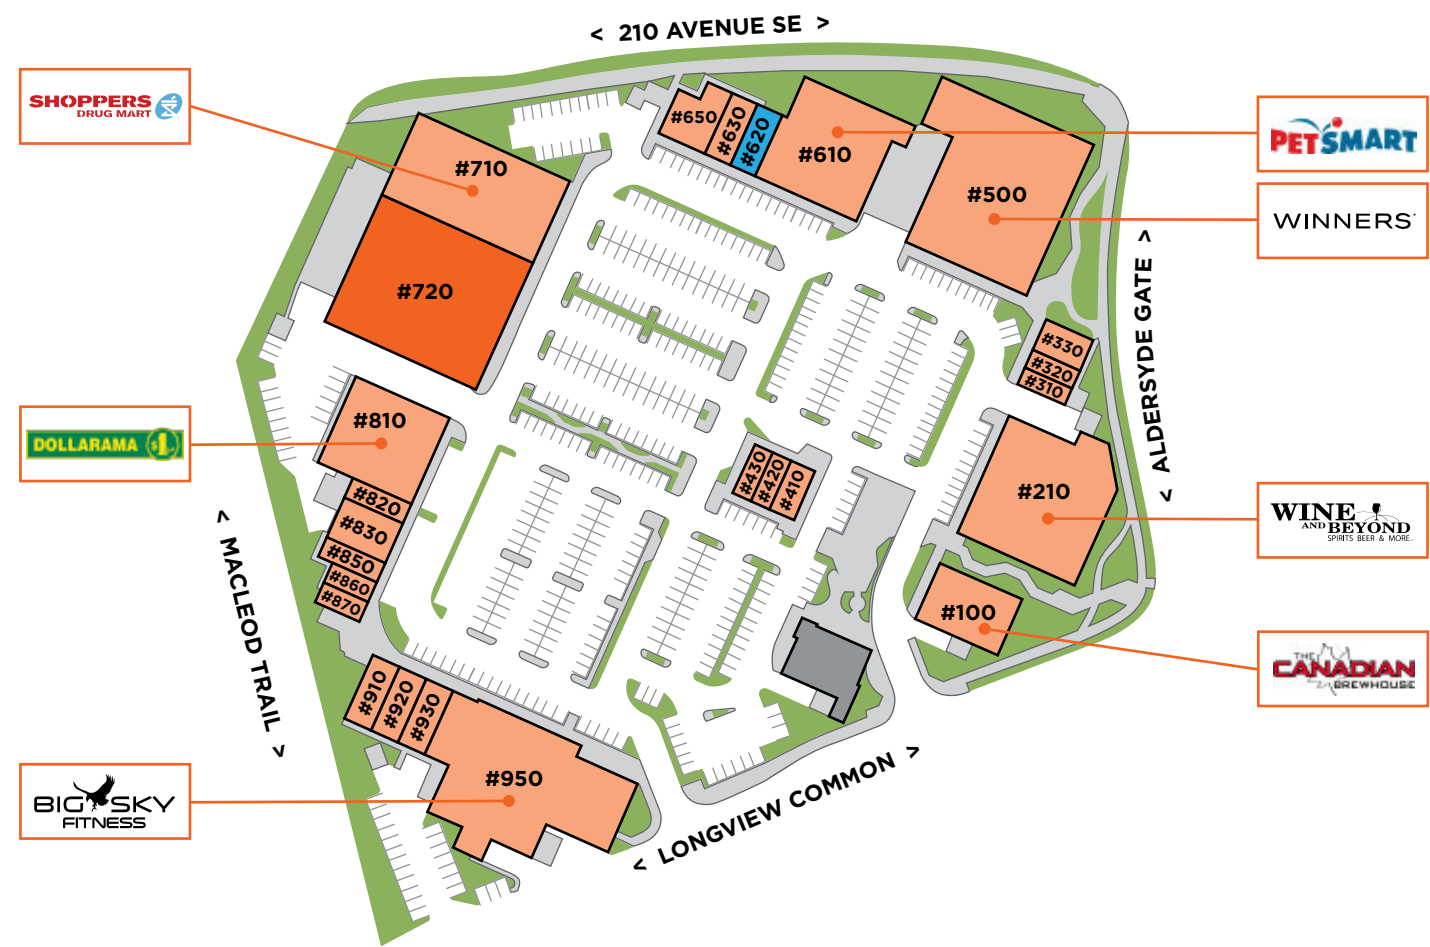 < 210 AVENUE SE >
SHOPPERS
DRUG MART
PETSMART
WINNERS
#650
#630
#620
#610
#500
#710
#720
< ALDERSYDE GATE >
#330
#320
#310
DOLLARAMA $1
#810
#820
#830
#850
#860
#870
#430
#420
#410
#210
WINE
AND BEYOND
SPIRITS BEER & MORE.
#100
THE
CANADIAN
BREWHOUSE
< MACLEOD TRAIL >
#910
#920
#930
#950
BIG SKY
FITNESS
< LONGVIEW COMMON >